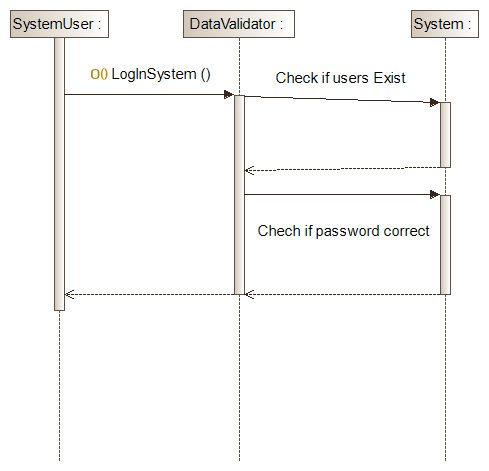 SystemUser :
DataValidator :
System :
O() LogInSystem ()
Check if users Exist
Chech if password correct